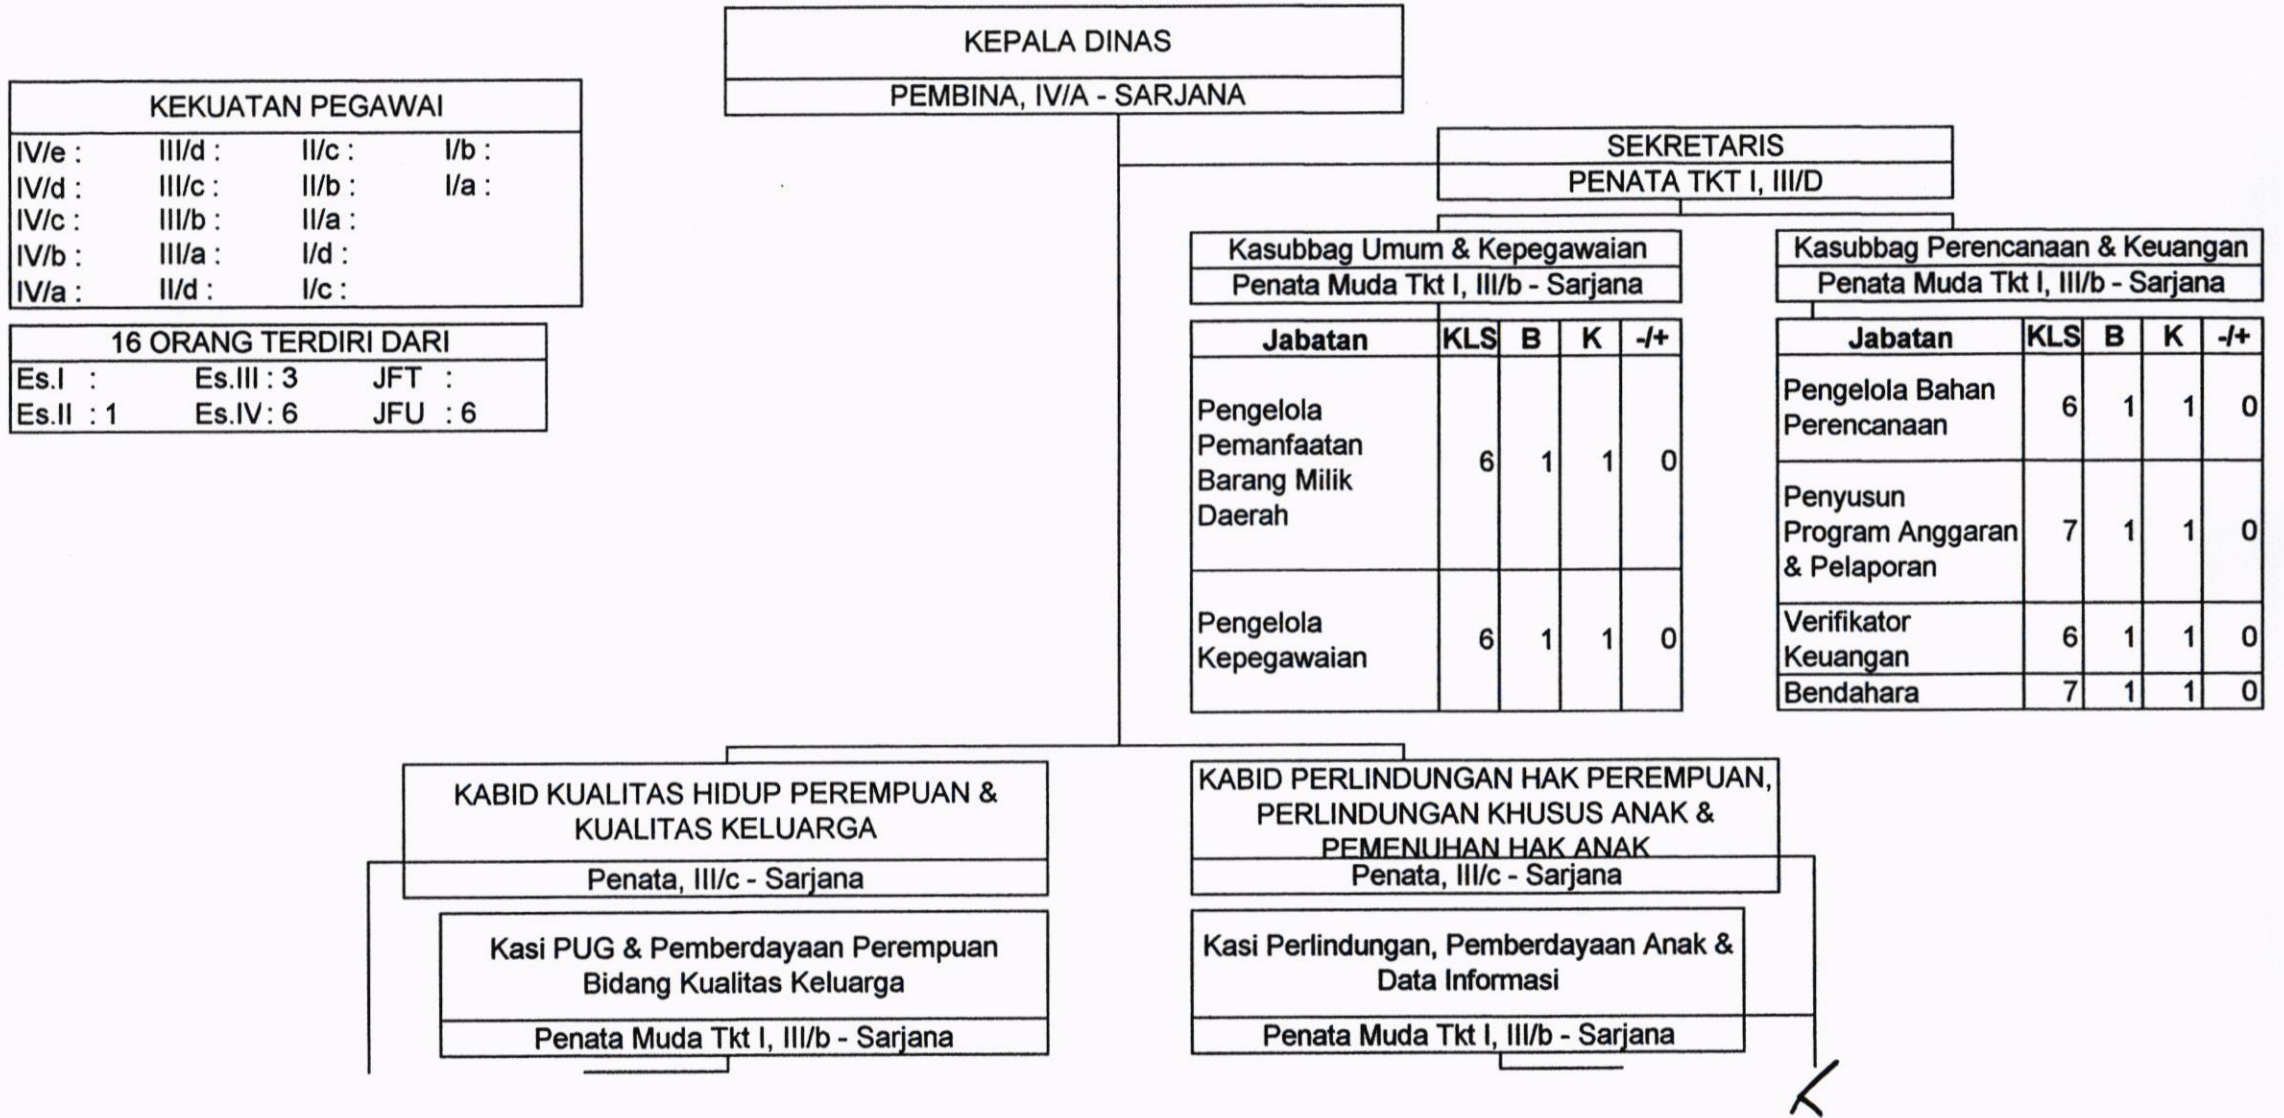 KEPALA DINAS
PEMBINA, IV/A - SARJANA
KEKUATAN PEGAWAI
IV/e : III/d : II/c : I/b :
IV/d : III/c : II/b : I/a :
IV/c : III/b : II/a :
IV/b : III/a : I/d :
IV/a : II/d : I/c :
16 ORANG TERDIRI DARI
Es.I : Es.III : 3 JFT :
Es.II : 1 Es.IV : 6 JFU : 6
SEKRETARIS
PENATA TKT I, III/D
Kasubbag Umum & Kepegawaian
Penata Muda Tkt I, III/b - Sarjana
Jabatan KLS B K -/+
Pengelola
Pemanfaatan
Barang Milik
Daerah
6 1 1 0
Pengelola
Kepegawaian
6 1 1 0
Kasubbag Perencanaan & Keuangan
Penata Muda Tkt I, III/b - Sarjana
Jabatan KLS B K -/+
Pengelola Bahan
Perencanaan
6 1 1 0
Penyusun
Program Anggaran
& Pelaporan
7 1 1 0
Verifikator
Keuangan
6 1 1 0
Bendahara 7 1 1 0
KABID KUALITAS HIDUP PEREMPUAN &
KUALITAS KELUARGA
Penata, III/c - Sarjana
Kasi PUG & Pemberdayaan Perempuan
Bidang Kualitas Keluarga
Penata Muda Tkt I, III/b - Sarjana
KABID PERLINDUNGAN HAK PEREMPUAN,
PERLINDUNGAN KHUSUS ANAK &
PEMENUHAN HAK ANAK
Penata, III/c - Sarjana
Kasi Perlindungan, Pemberdayaan Anak &
Data Informasi
Penata Muda Tkt I, III/b - Sarjana